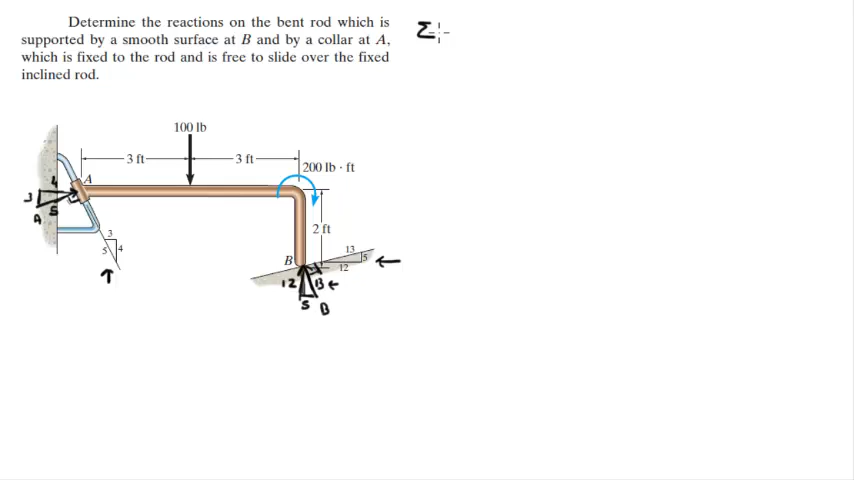 Determine the reactions on the bent rod which is
supported by a smooth surface at B and by a collar at A,
which is fixed to the rod and is free to slide over the fixed
inclined rod.
Σ
100 lb
3 ft
3 ft
200 lb · ft
A
4
3
5
A
3
5 4
2 ft
B
13
5
12
12
13
5
B